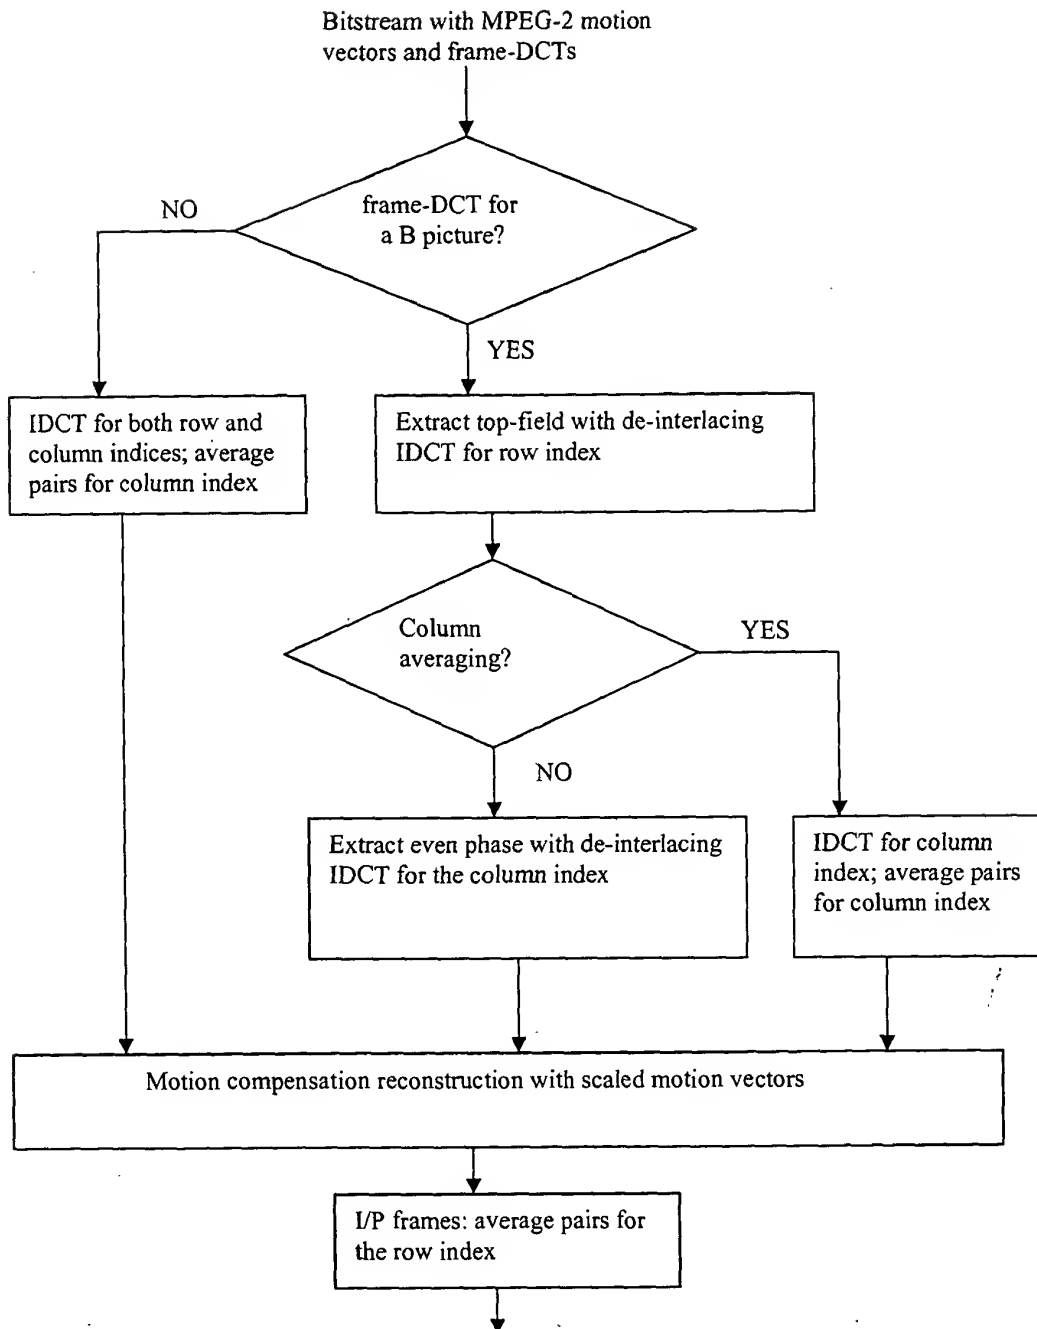 Bitstream with MPEG-2 motion
vectors and frame-DCTs
frame-DCT for
a B picture?
NO
YES
IDCT for both row and
column indices; average
pairs for column index
Extract top-field with de-interlacing
IDCT for row index
Column
averaging?
YES
NO
Extract even phase with de-interlacing
IDCT for the column index
IDCT for column
index; average pairs
for column index
Motion compensation reconstruction with scaled motion vectors
I/P frames: average pairs for
the row index